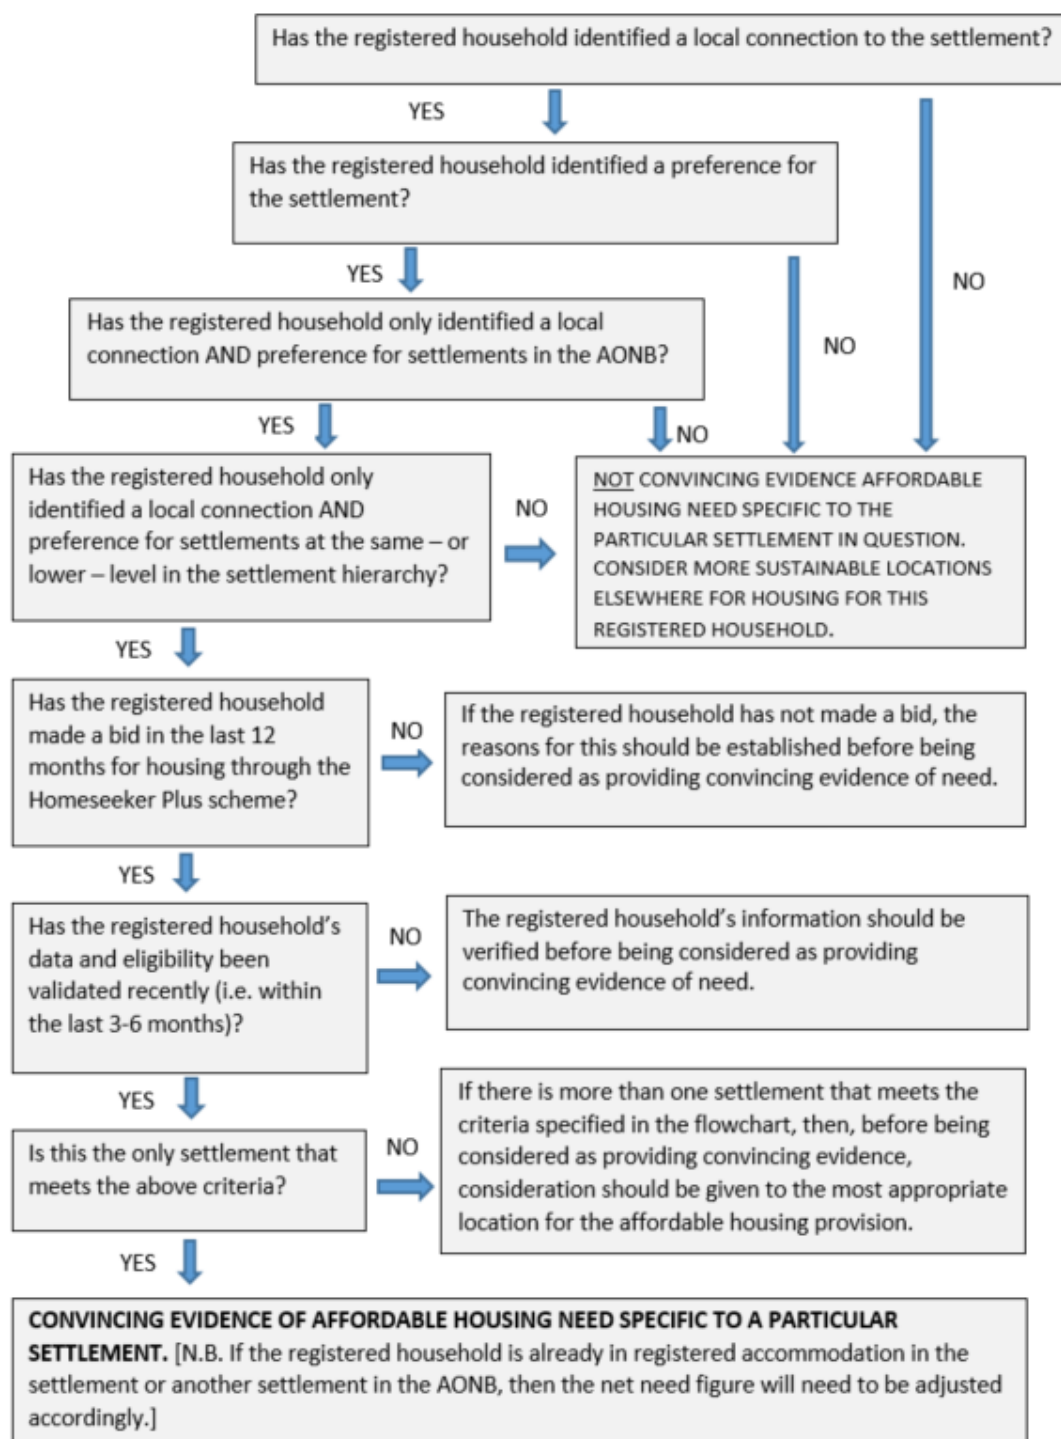 Has the registered household identified a local connection to the settlement?
YES
Has the registered household identified a preference for
the settlement?
NO
YES
Has the registered household only identified a local
connection AND preference for settlements in the AONB?
NO
YES
NO
Has the registered household only
identified a local connection AND
preference for settlements at the same – or
lower – level in the settlement hierarchy?
NO
NOT CONVINCING EVIDENCE AFFORDABLE
HOUSING NEED SPECIFIC TO THE
PARTICULAR SETTLEMENT IN QUESTION.
CONSIDER MORE SUSTAINABLE LOCATIONS
ELSEWHERE FOR HOUSING FOR THIS
REGISTERED HOUSEHOLD.
YES
Has the registered household
made a bid in the last 12
months for housing through the
Homeseeker Plus scheme?
NO
If the registered household has not made a bid, the
reasons for this should be established before being
considered as providing convincing evidence of need.
YES
Has the registered household’s
data and eligibility been
validated recently (i.e. within
the last 3-6 months)?
NO
The registered household’s information should be
verified before being considered as providing
convincing evidence of need.
YES
Is this the only settlement that
meets the above criteria?
NO
If there is more than one settlement that meets the
criteria specified in the flowchart, then, before being
considered as providing convincing evidence,
consideration should be given to the most appropriate
location for the affordable housing provision.
YES
CONVINCING EVIDENCE OF AFFORDABLE HOUSING NEED SPECIFIC TO A PARTICULAR
SETTLEMENT. [N.B. If the registered household is already in registered accommodation in the
settlement or another settlement in the AONB, then the net need figure will need to be adjusted
accordingly.]